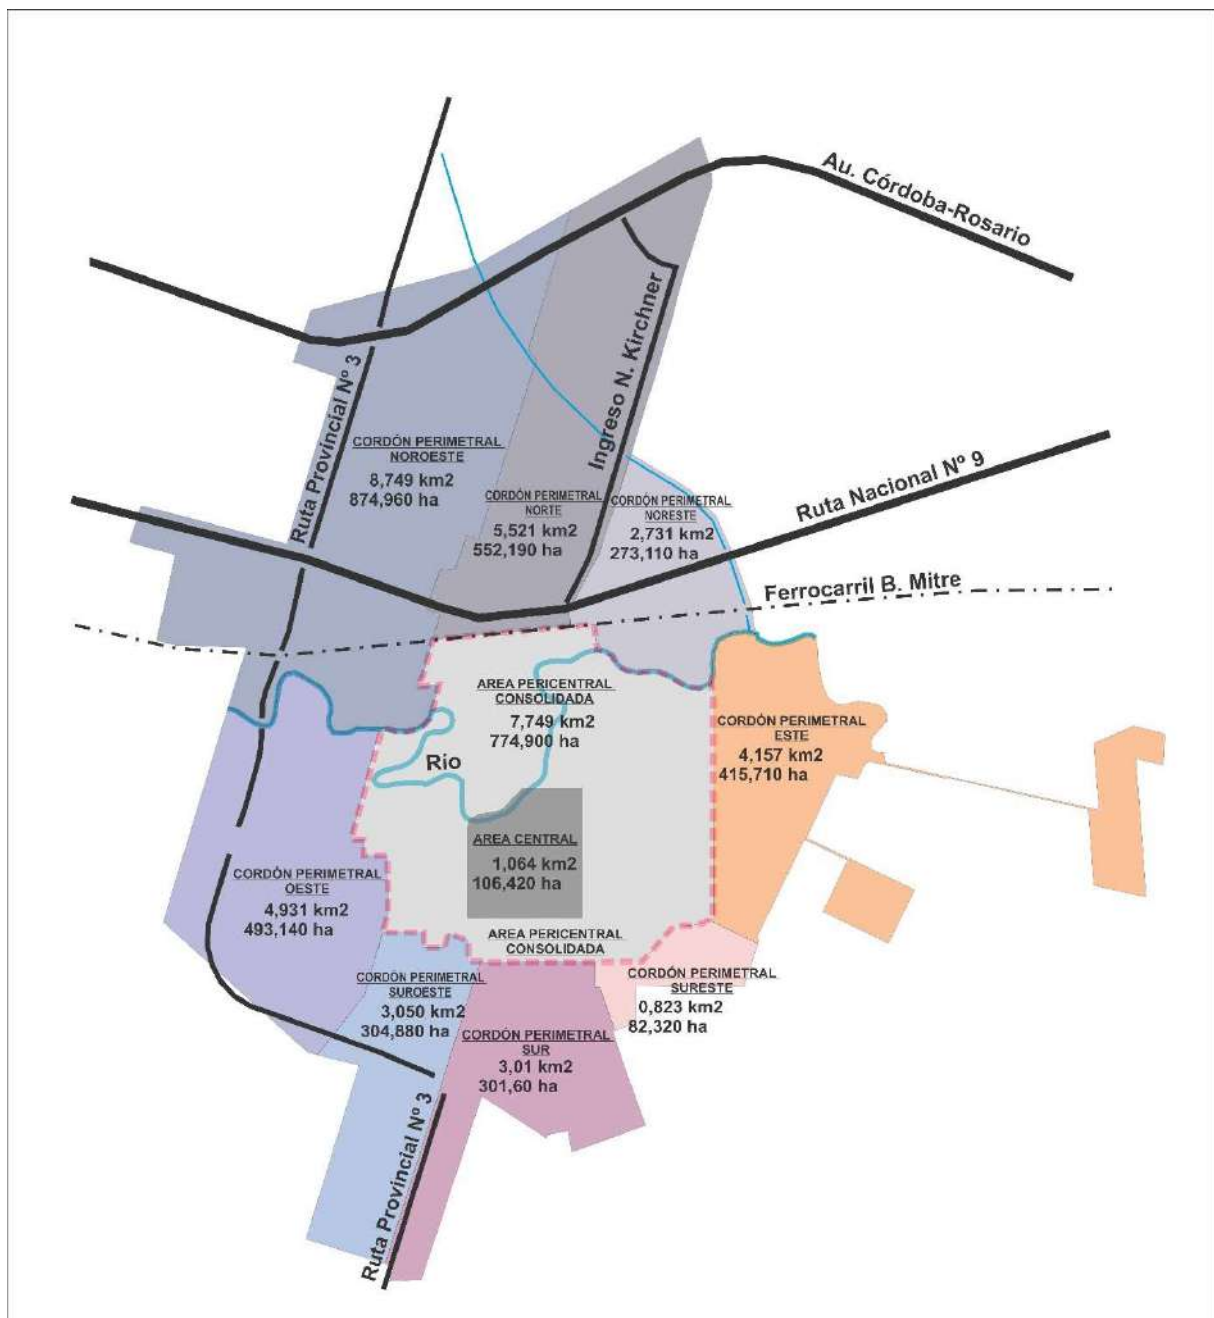 Au. Córdoba-Rosario
Ingreso N. Kirchner
Ruta Provincial Nº 3
CORDÓN PERIMETRAL
NOROESTE
8,749 km2
874,960 ha
Ruta Nacional Nº 9
CORDÓN PERIMETRAL
NORTE
5,521 km2
552,190 ha
CORDÓN PERIMETRAL
NORESTE
2,731 km2
273,110 ha
Ferrocarril B. Mitre
AREA PERICENTRAL
CONSOLIDADA
7,749 km2
774,900 ha
Río
CORDÓN PERIMETRAL
ESTE
4,157 km2
415,710 ha
AREA CENTRAL
1,064 km2
106,420 ha
CORDÓN PERIMETRAL
OESTE
4,931 km2
493,140 ha
AREA PERICENTRAL
CONSOLIDADA
CORDÓN PERIMETRAL
SUROESTE
3,050 km2
304,880 ha
CORDÓN PERIMETRAL
SURESTE
0,823 km2
82,320 ha
CORDÓN PERIMETRAL
SUR
3,01 km2
301,60 ha
Ruta Provincial Nº 3